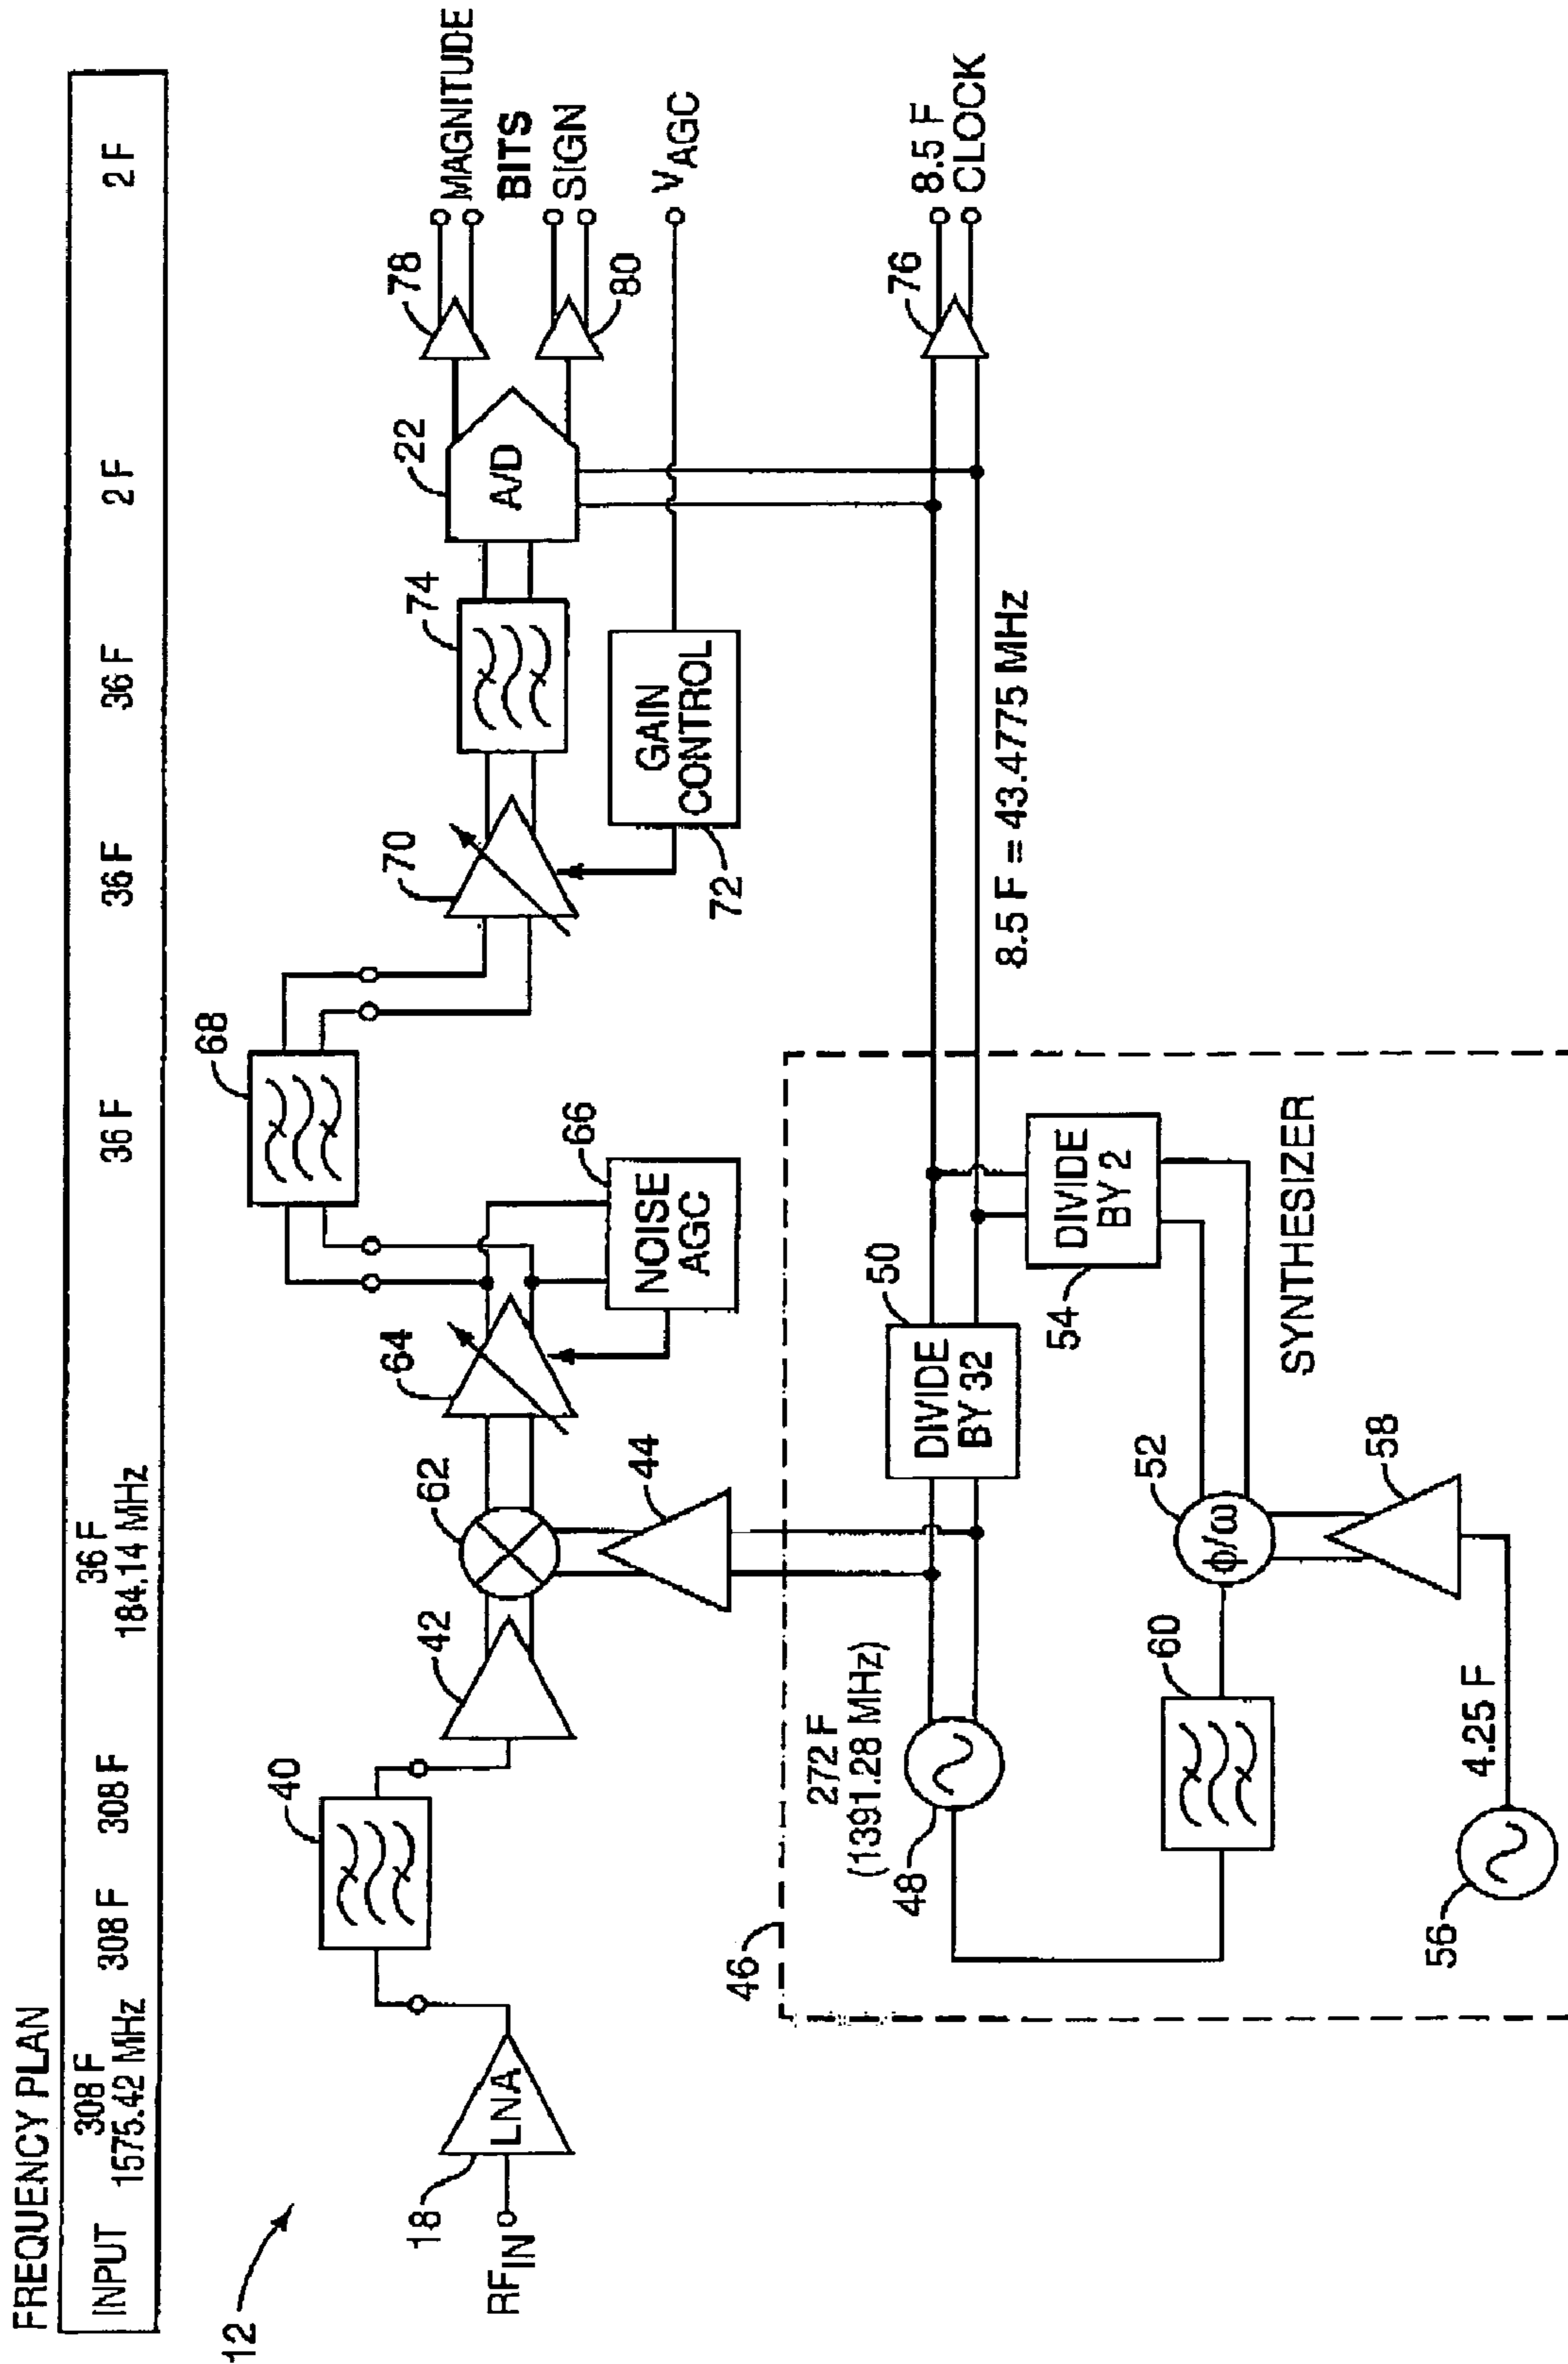 FREQUENCY PLAN
INPUT
308 F
1575.42 MHz
308 F
308 F
36 F
184.14 MHz
36 F
36 F
36 F
2 F
2 F
12
RFIN
18
LNA
40
42
62
44
64
NOISE
AGC
66
68
70
GAIN
CONTROL
72
74
A/D
22
78
MAGNITUDE
BITS
SIGN
80
VAGC
76
8.5 F
CLOCK
8.5 F = 43.4775 MHz
46
272 F
(1391.28 MHz)
48
DIVIDE
BY 32
50
DIVIDE
BY 2
54
SYNTHESIZER
ϕ/ω
52
58
60
4.25 F
56